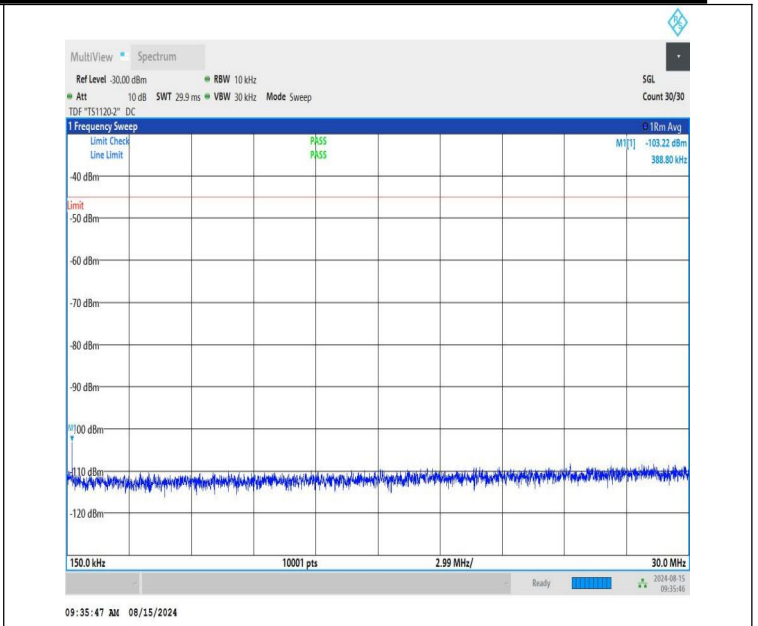 R S
MultiView Spectrum
Ref Level -30.00 dBm RBW 10 kHz SGL
Att 10 dB SWT 29.9 ms VBW 30 kHz Mode Sweep Count 30/30
TDF "TS1120-2" DC
1 Frequency Sweep 1Rm Avg
Limit Check PASS M1[1] -103.22 dBm
Line Limit PASS 388.80 kHz
-40 dBm
Limit
-50 dBm
-60 dBm
-70 dBm
-80 dBm
-90 dBm
M1
-100 dBm
-110 dBm
-120 dBm
150.0 kHz 10001 pts 2.99 MHz/ 30.0 MHz
Ready 2024-08-15
09:35:46
09:35:47 AM 08/15/2024